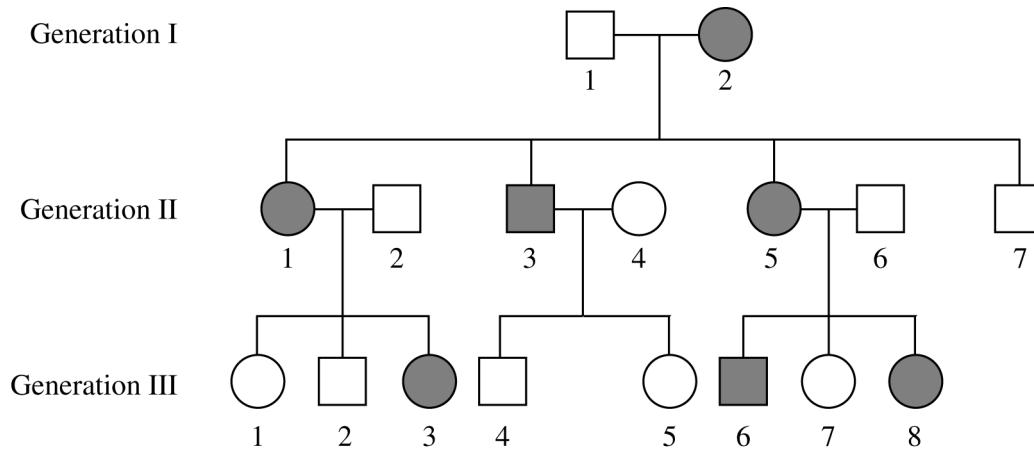 Generation I
1 2
Generation II
1 2 3 4 5 6 7
Generation III
1 2 3 4 5 6 7 8